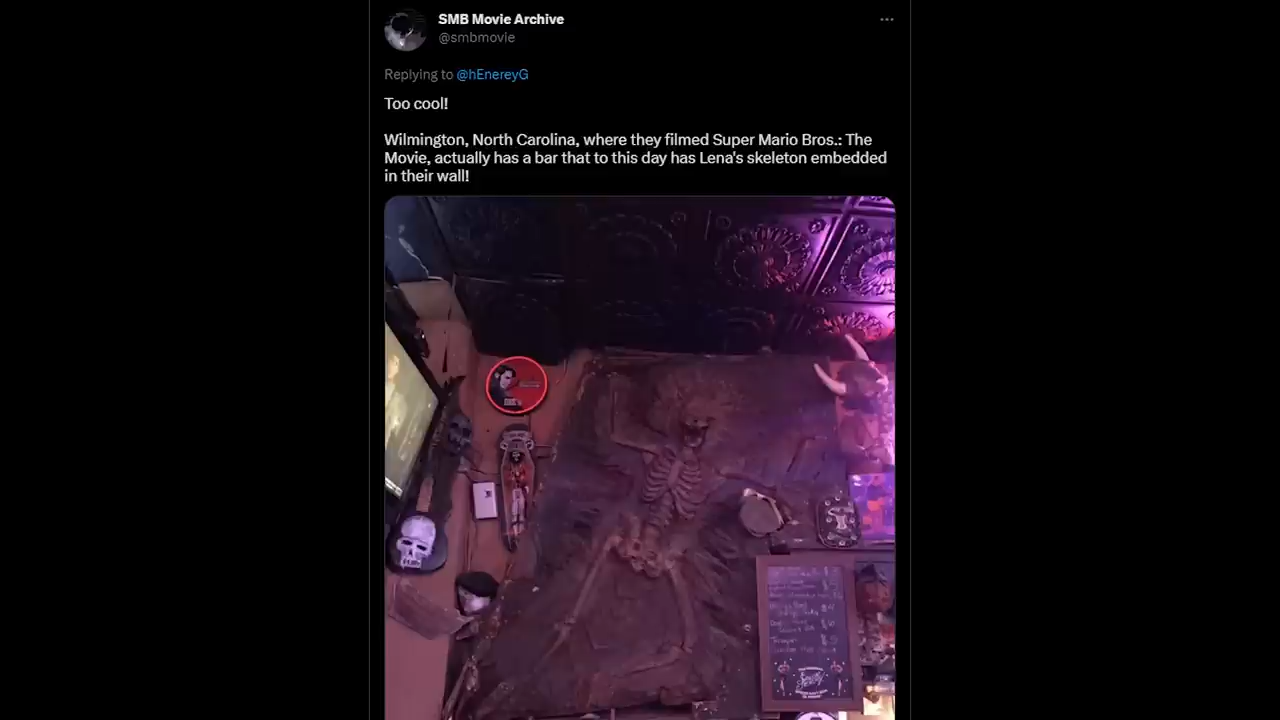 SMB Movie Archive
@smbmovie
Replying to @hEnereyG
Too cool!
Wilmington, North Carolina, where they filmed Super Mario Bros.: The
Movie, actually has a bar that to this day has Lena's skeleton embedded
in their wall!